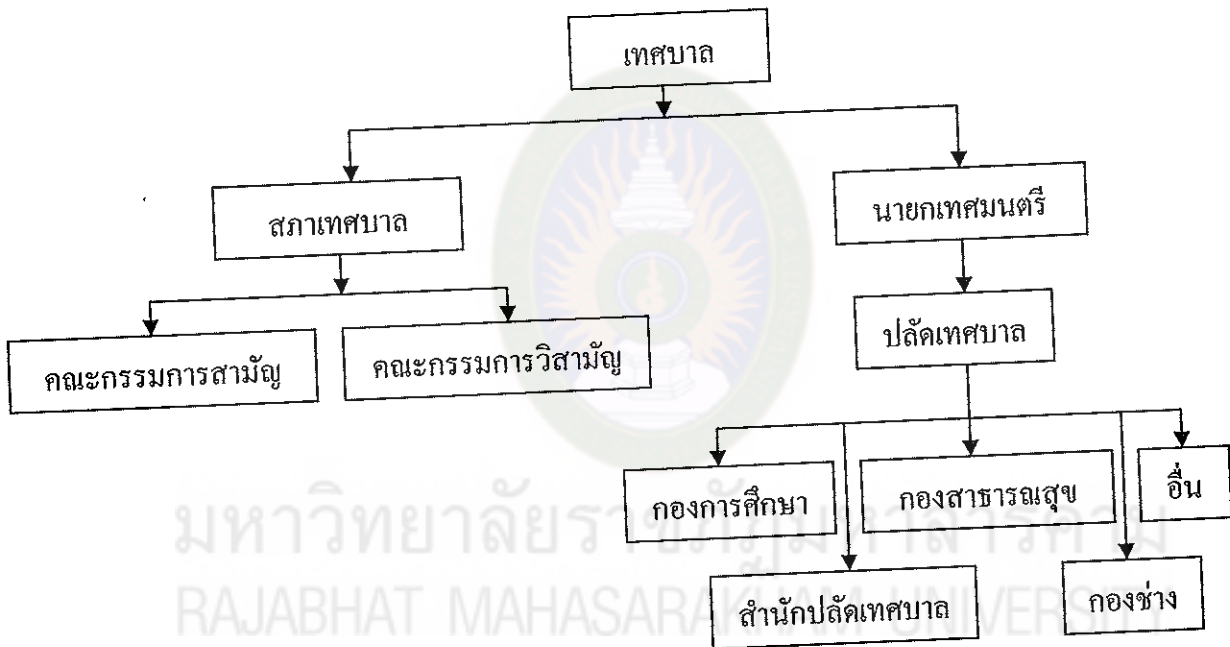 เทศบาล
สภาเทศบาล
นายกเทศมนตรี
คณะกรรมการสามัญ
คณะกรรมการวิสามัญ
ปลัดเทศบาล
กองการศึกษา
กองสาธารณสุข
อื่น
สำนักปลัดเทศบาล
กองช่าง
มหาวิทยาลัยราชภัฏมหาสารคาม
RAJABHAT MAHASARAKHAM UNIVERSITY